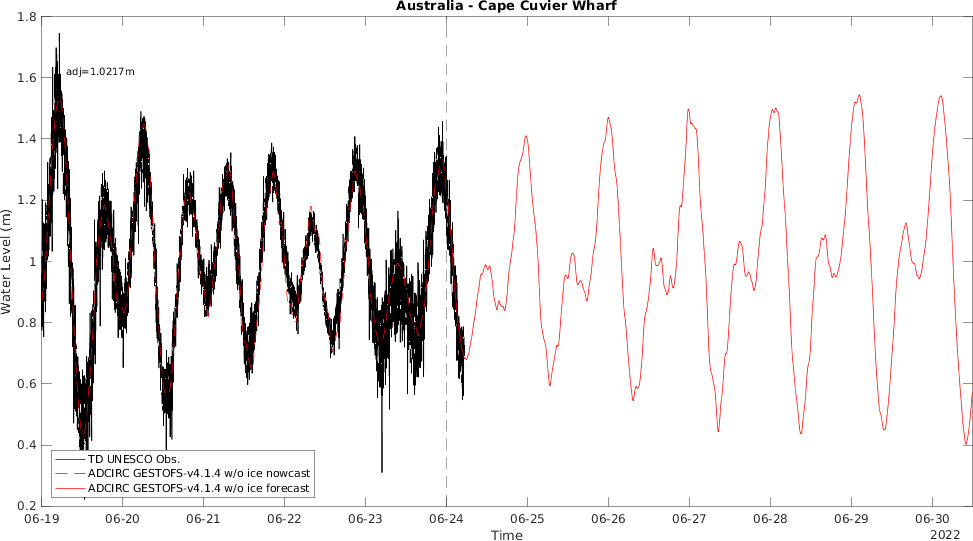 Australia - Cape Cuvier Wharf
1.8
1.6
1.4
1.2
1
0.8
0.6
0.4
0.2
Water Level (m)
adj=1.0217m
TD UNESCO Obs.
ADCIRC GESTOFS-v4.1.4 w/o ice nowcast
ADCIRC GESTOFS-v4.1.4 w/o ice forecast
06-19 06-20 06-21 06-22 06-23 06-24 06-25 06-26 06-27 06-28 06-29 06-30
Time
2022